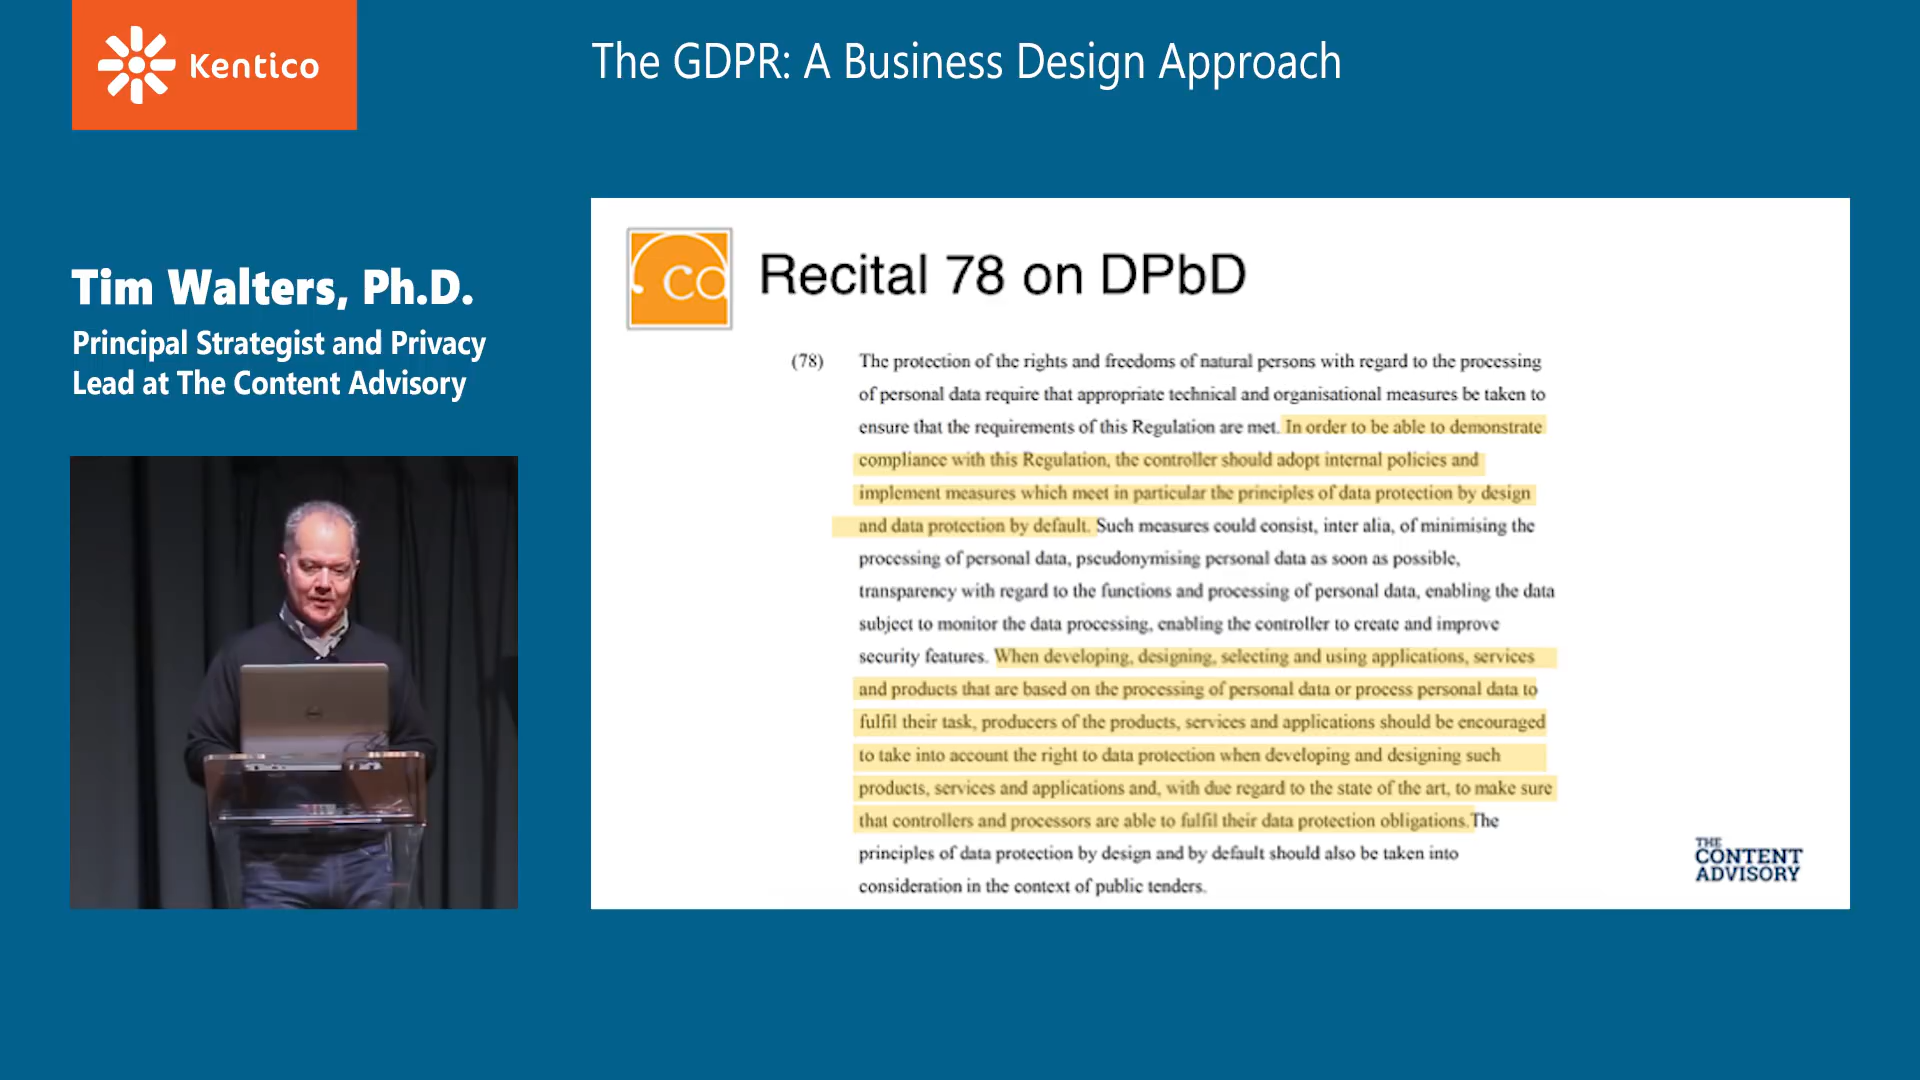 Kentico
The GDPR: A Business Design Approach
Tim Walters, Ph.D.
Principal Strategist and Privacy
Lead at The Content Advisory
ca
Recital 78 on DPbD
(78) The protection of the rights and freedoms of natural persons with regard to the processing
of personal data require that appropriate technical and organisational measures be taken to
ensure that the requirements of this Regulation are met. In order to be able to demonstrate
compliance with this Regulation, the controller should adopt internal policies and
implement measures which meet in particular the principles of data protection by design
and data protection by default. Such measures could consist, inter alia, of minimising the
processing of personal data, pseudonymising personal data as soon as possible,
transparency with regard to the functions and processing of personal data, enabling the data
subject to monitor the data processing, enabling the controller to create and improve
security features. When developing, designing, selecting and using applications, services
and products that are based on the processing of personal data or process personal data to
fulfil their task, producers of the products, services and applications should be encouraged
to take into account the right to data protection when developing and designing such
products, services and applications and, with due regard to the state of the art, to make sure
that controllers and processors are able to fulfil their data protection obligations.The
principles of data protection by design and by default should also be taken into
consideration in the context of public tenders.
THE
CONTENT
ADVISORY